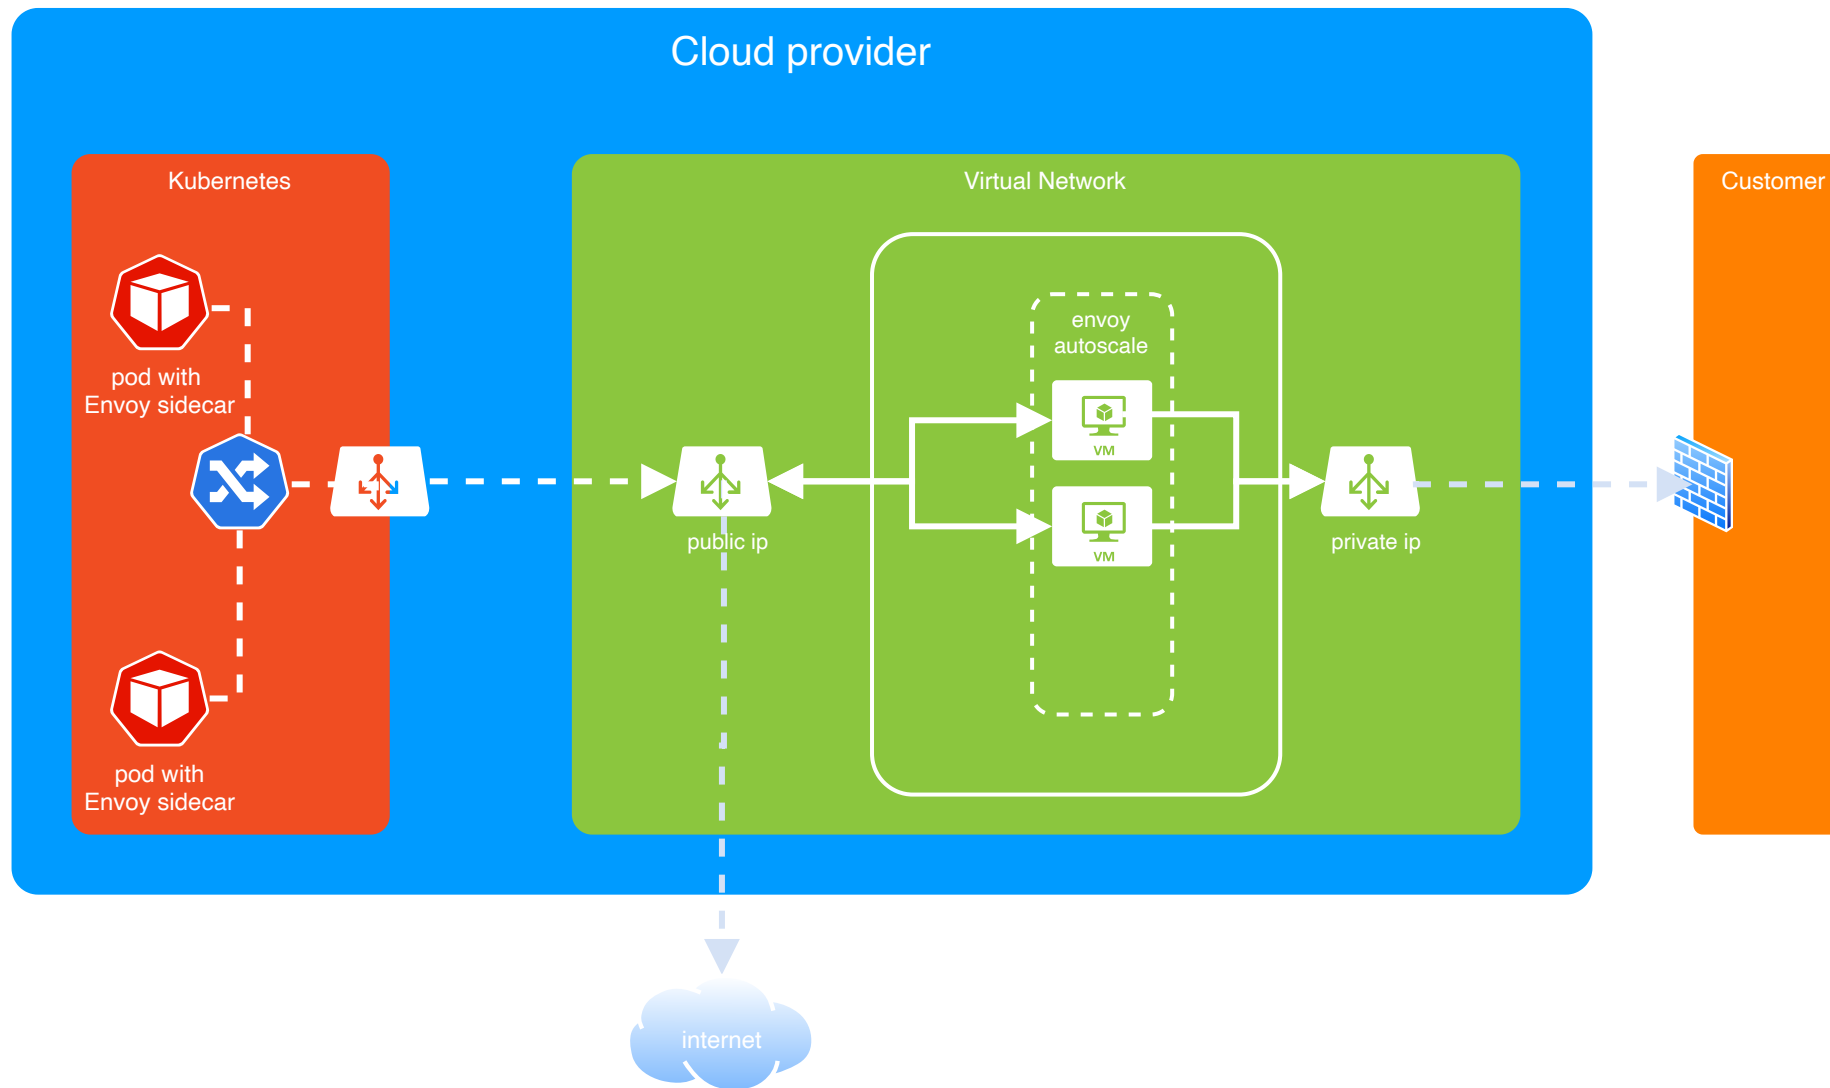 Cloud provider
Kubernetes
Virtual Network
Customer
pod with
Envoy sidecar
envoy
autoscale
VM
VM
public ip
private ip
pod with
Envoy sidecar
internet